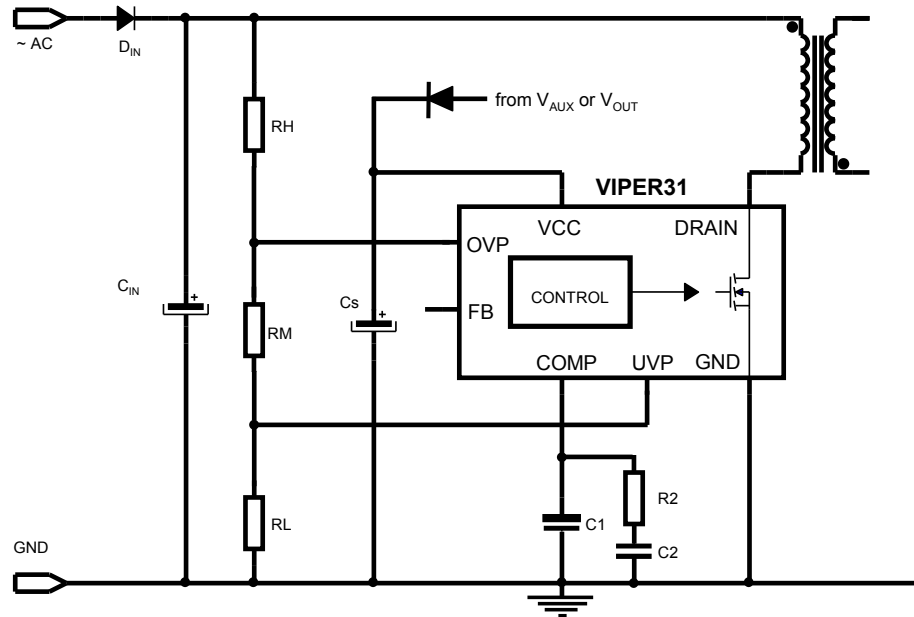 ~ AC
D_IN
from V_AUX or V_OUT
RH
VIPER31
VCC
DRAIN
OVP
C_IN
Cs
CONTROL
FB
RM
COMP
UVP
GND
R2
RL
C1
C2
GND
+
+